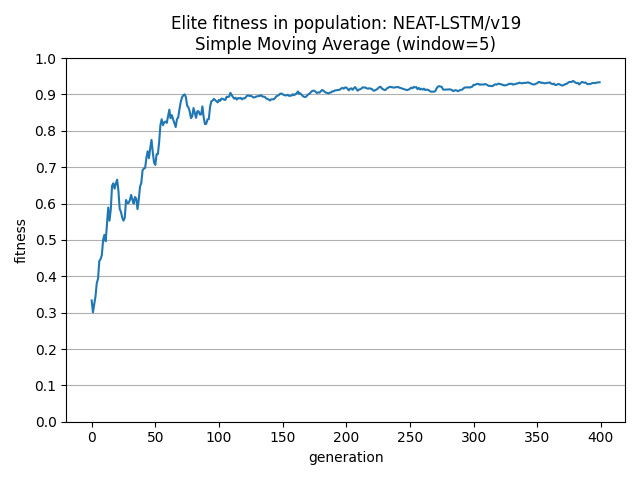 Elite fitness in population: NEAT-LSTM/v19
Simple Moving Average (window=5)
1.0
0.9
0.8
0.7
0.6
0.5
0.4
0.3
0.2
0.1
0.0
fitness
0 50 100 150 200 250 300 350 400
generation